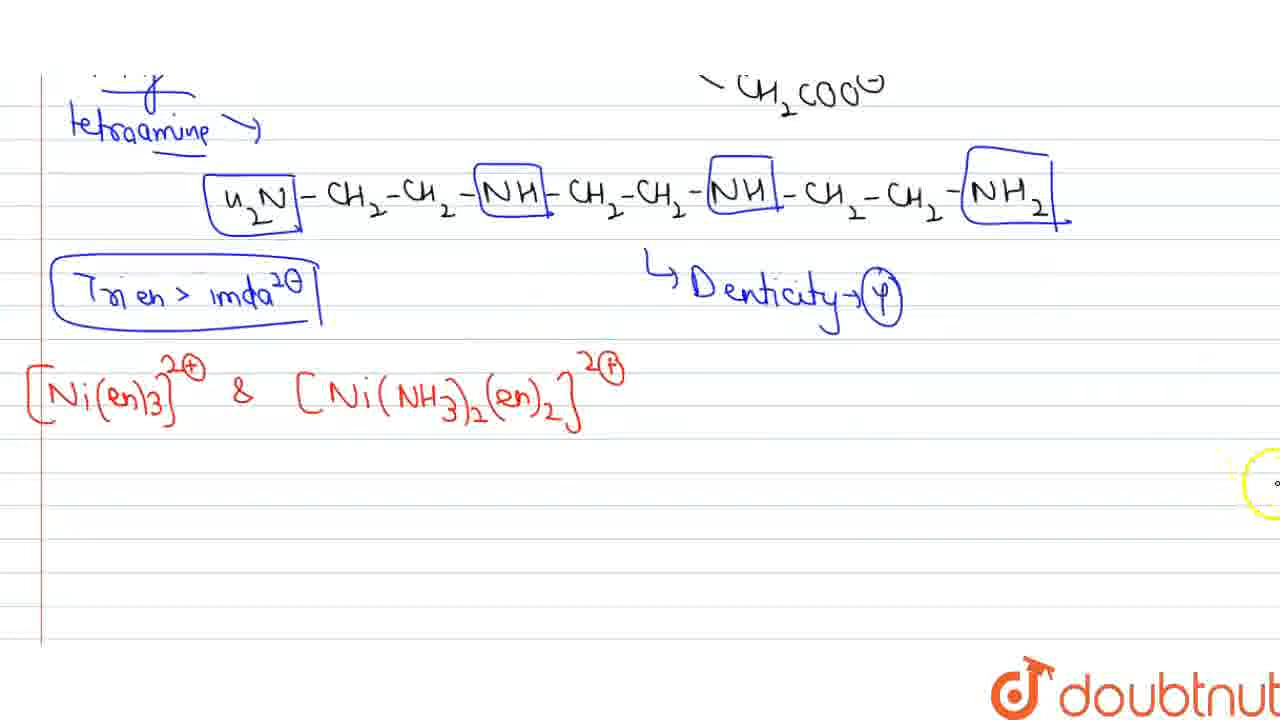 CH₂COO⊖
tetraamine
H₂N-CH₂-CH₂-NH-CH₂-CH₂-NH-CH₂-CH₂-NH₂
Trien > imda²⊖
↳ Denticity → 4
[Ni(en)3]²⊕ & [Ni(NH3)₂(en)₂]²⊕
doubtnut